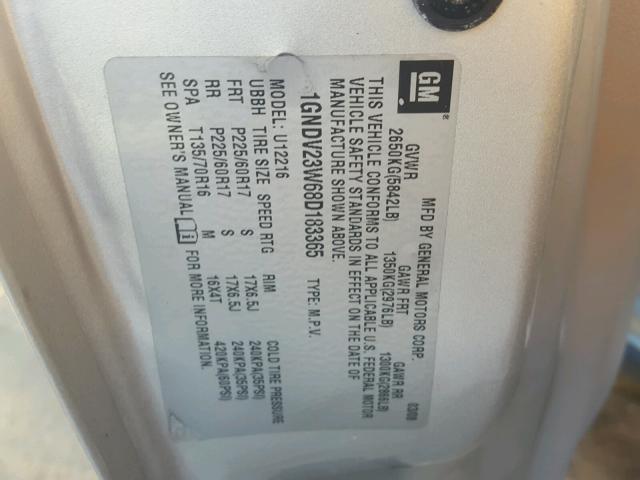 GM ®
MFD BY GENERAL MOTORS CORP. 03/08
GVWR GAWR FRT GAWR RR
2650KG(5842LB) 1350KG(2976LB) 1300KG(2866LB)
THIS VEHICLE CONFORMS TO ALL APPLICABLE U.S. FEDERAL MOTOR
VEHICLE SAFETY STANDARDS IN EFFECT ON THE DATE OF
MANUFACTURE SHOWN ABOVE.
1GNDV23W68D183365 TYPE: M.P.V.
MODEL: U12216
UBBH TIRE SIZE SPEED RTG RIM COLD TIRE PRESSURE
FRT P225/60R17 S 17X6.5J 240KPA(35PSI)
RR P225/60R17 S 17X6.5J 240KPA(35PSI)
SPA T135/70R16 M 16X4T 420KPA(60PSI)
SEE OWNER'S MANUAL FOR MORE INFORMATION.